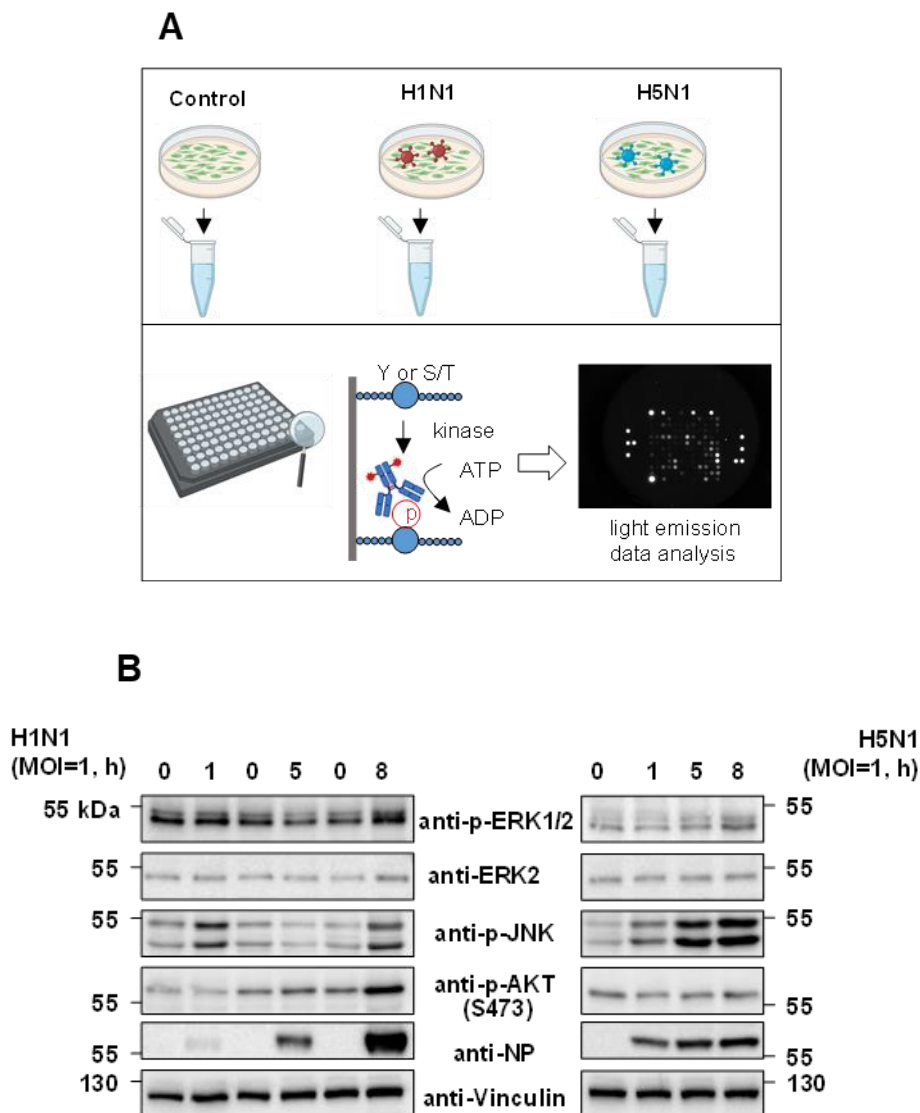 A
Control
H1N1
H5N1
Y or S/T
kinase
ATP
ADP
p
light emission
data analysis
B
H1N1
(MOI=1, h)
0 1 0 5 0 8
H5N1
(MOI=1, h)
0 1 5 8
55 kDa
anti-p-ERK1/2
55
55
anti-ERK2
55
55
anti-p-JNK
55
anti-p-AKT
(S473)
55
55
55
anti-NP
55
130
anti-Vinculin
130